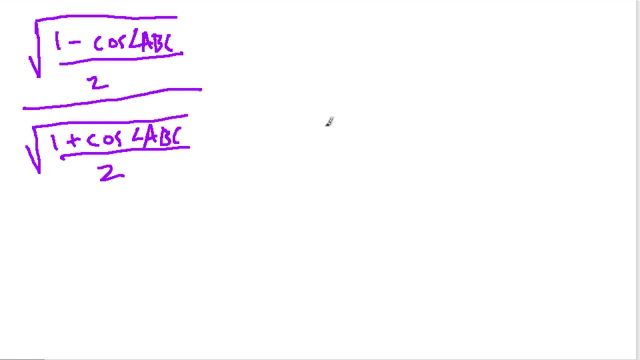 √(1 - cos∠ABC
2)
√(1 + cos∠ABC
2)